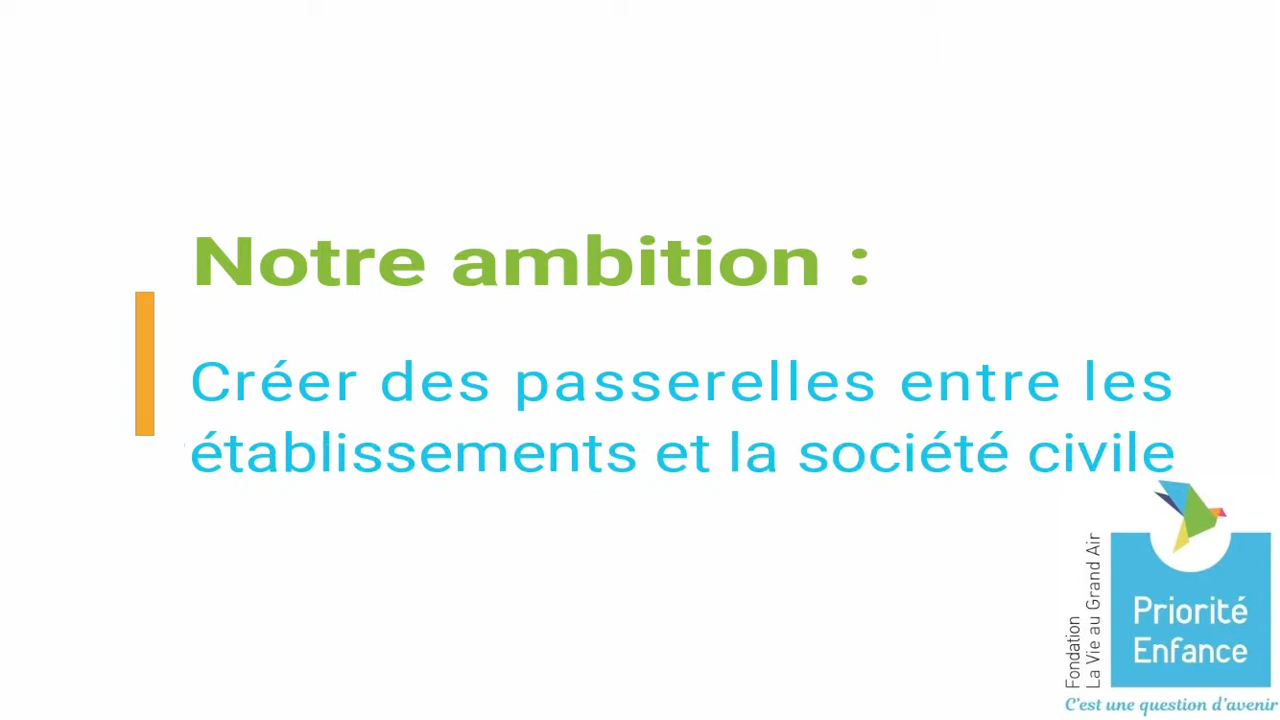 Notre ambition :
Créer des passerelles entre les
établissements et la société civile
Fondation
La Vie au Grand Air
Priorité
Enfance
C'est une question d'avenir